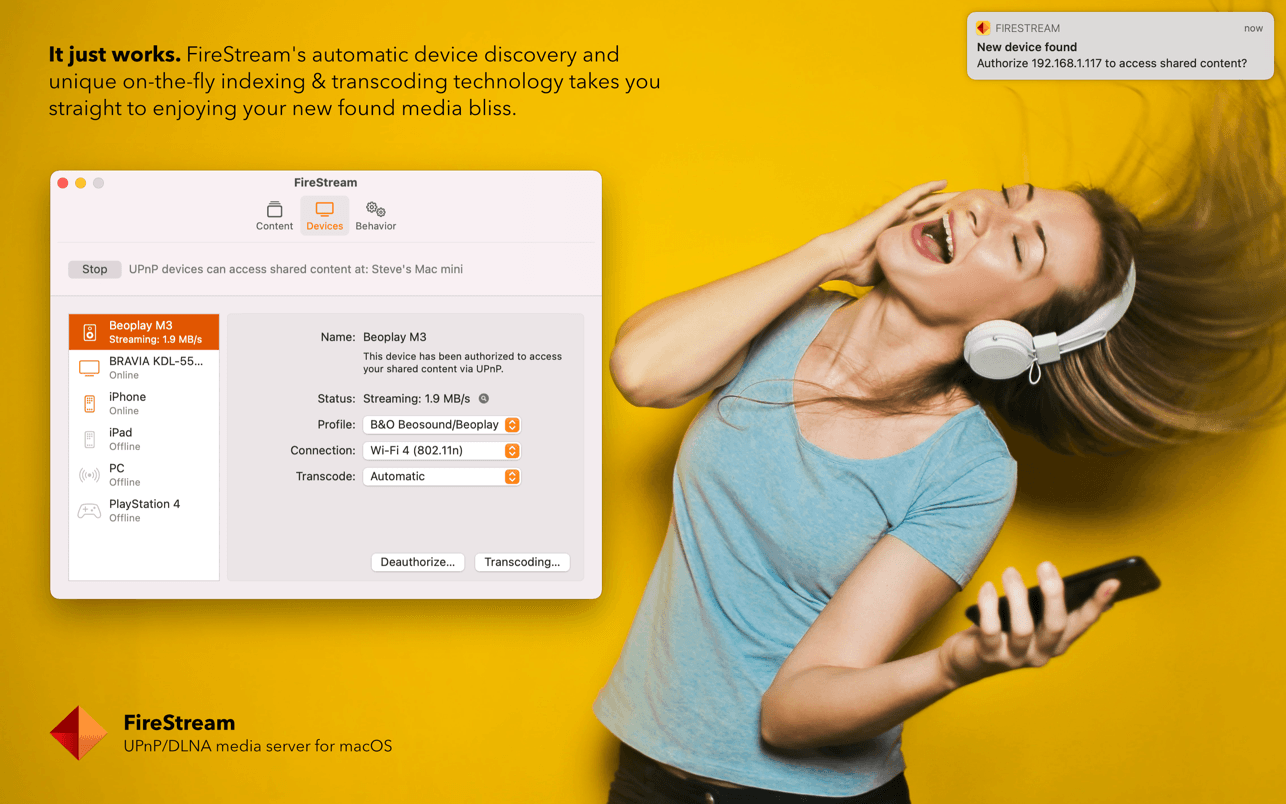 It just works. FireStream's automatic device discovery and
unique on-the-fly indexing & transcoding technology takes you
straight to enjoying your new found media bliss.
FIRESTREAM
now
New device found
Authorize 192.168.1.117 to access shared content?
FireStream
Content
Devices
Behavior
Stop
UPnP devices can access shared content at: Steve's Mac mini
Beoplay M3
Streaming: 1.9 MB/s
BRAVIA KDL-55...
Online
iPhone
Online
iPad
Offline
PC
Offline
PlayStation 4
Offline
Name: Beoplay M3
This device has been authorized to access
your shared content via UPnP.
Status: Streaming: 1.9 MB/s
Profile: B&O Beosound/Beoplay
Connection: Wi-Fi 4 (802.11n)
Transcode: Automatic
Deauthorize...
Transcoding...
FireStream
UPnP/DLNA media server for macOS